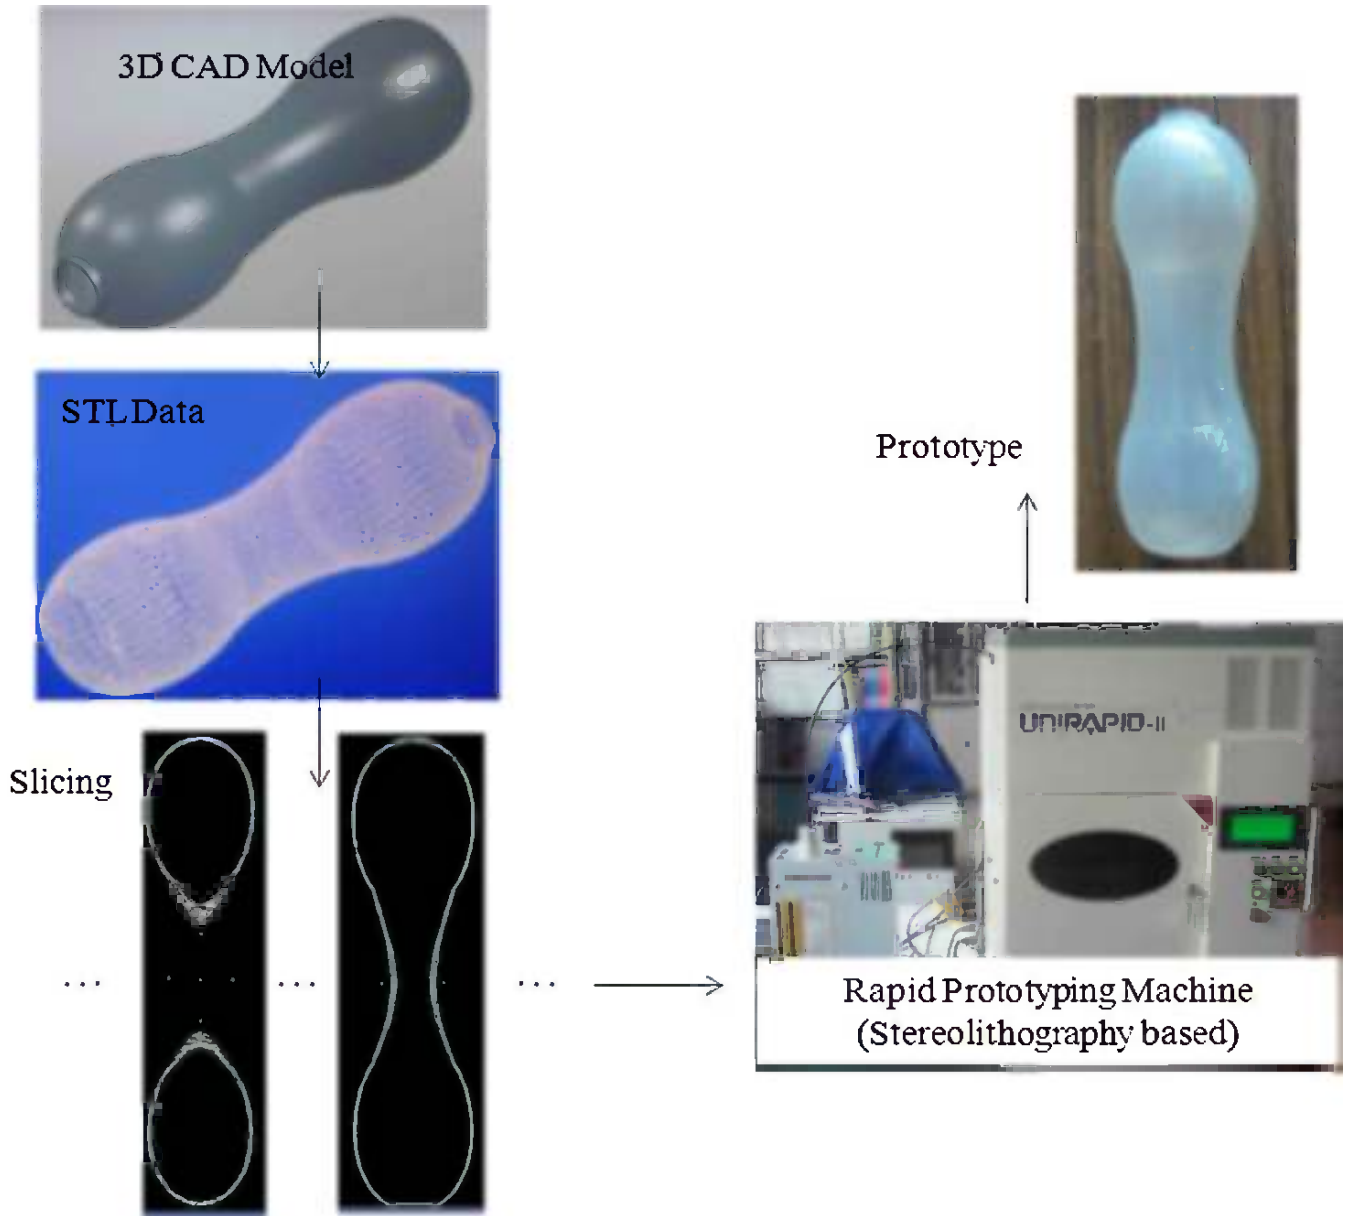 3D CAD Model
STL Data
Prototype
Slicing
UNIRAPID-II
... ... ...
Rapid Prototyping Machine
(Stereolithography based)